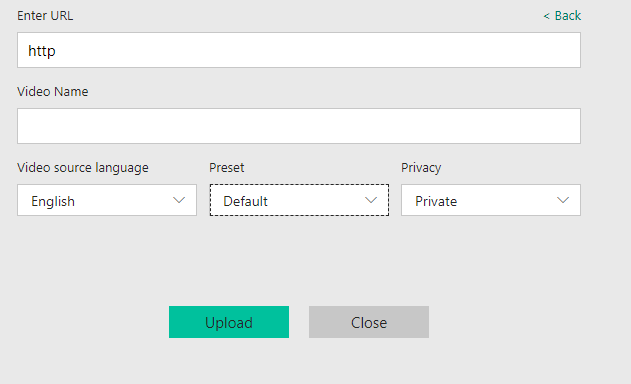 Enter URL < Back
http
Video Name
Video source language Preset Privacy
English Default Private
Upload Close